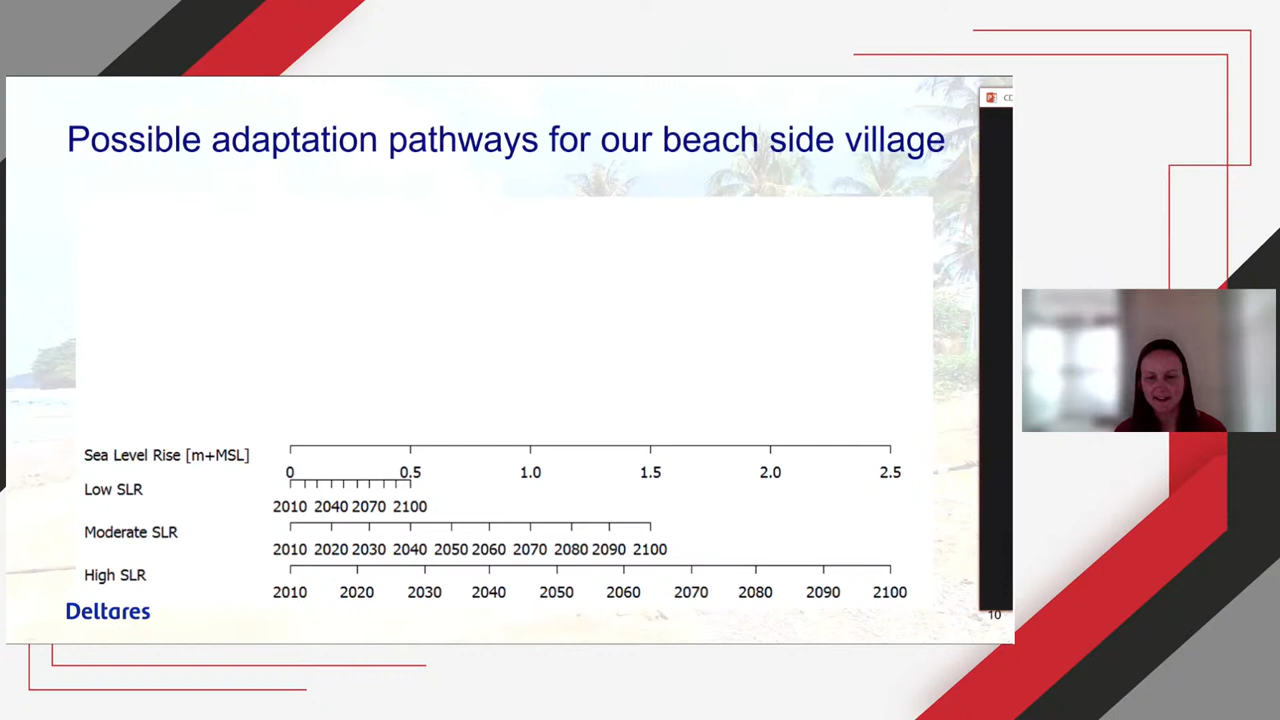 CD
Possible adaptation pathways for our beach side village
Sea Level Rise [m+MSL]
0 0.5 1.0 1.5 2.0 2.5
Low SLR
2010 2040 2070 2100
Moderate SLR
2010 2020 2030 2040 2050 2060 2070 2080 2090 2100
High SLR
2010 2020 2030 2040 2050 2060 2070 2080 2090 2100
Deltares
10